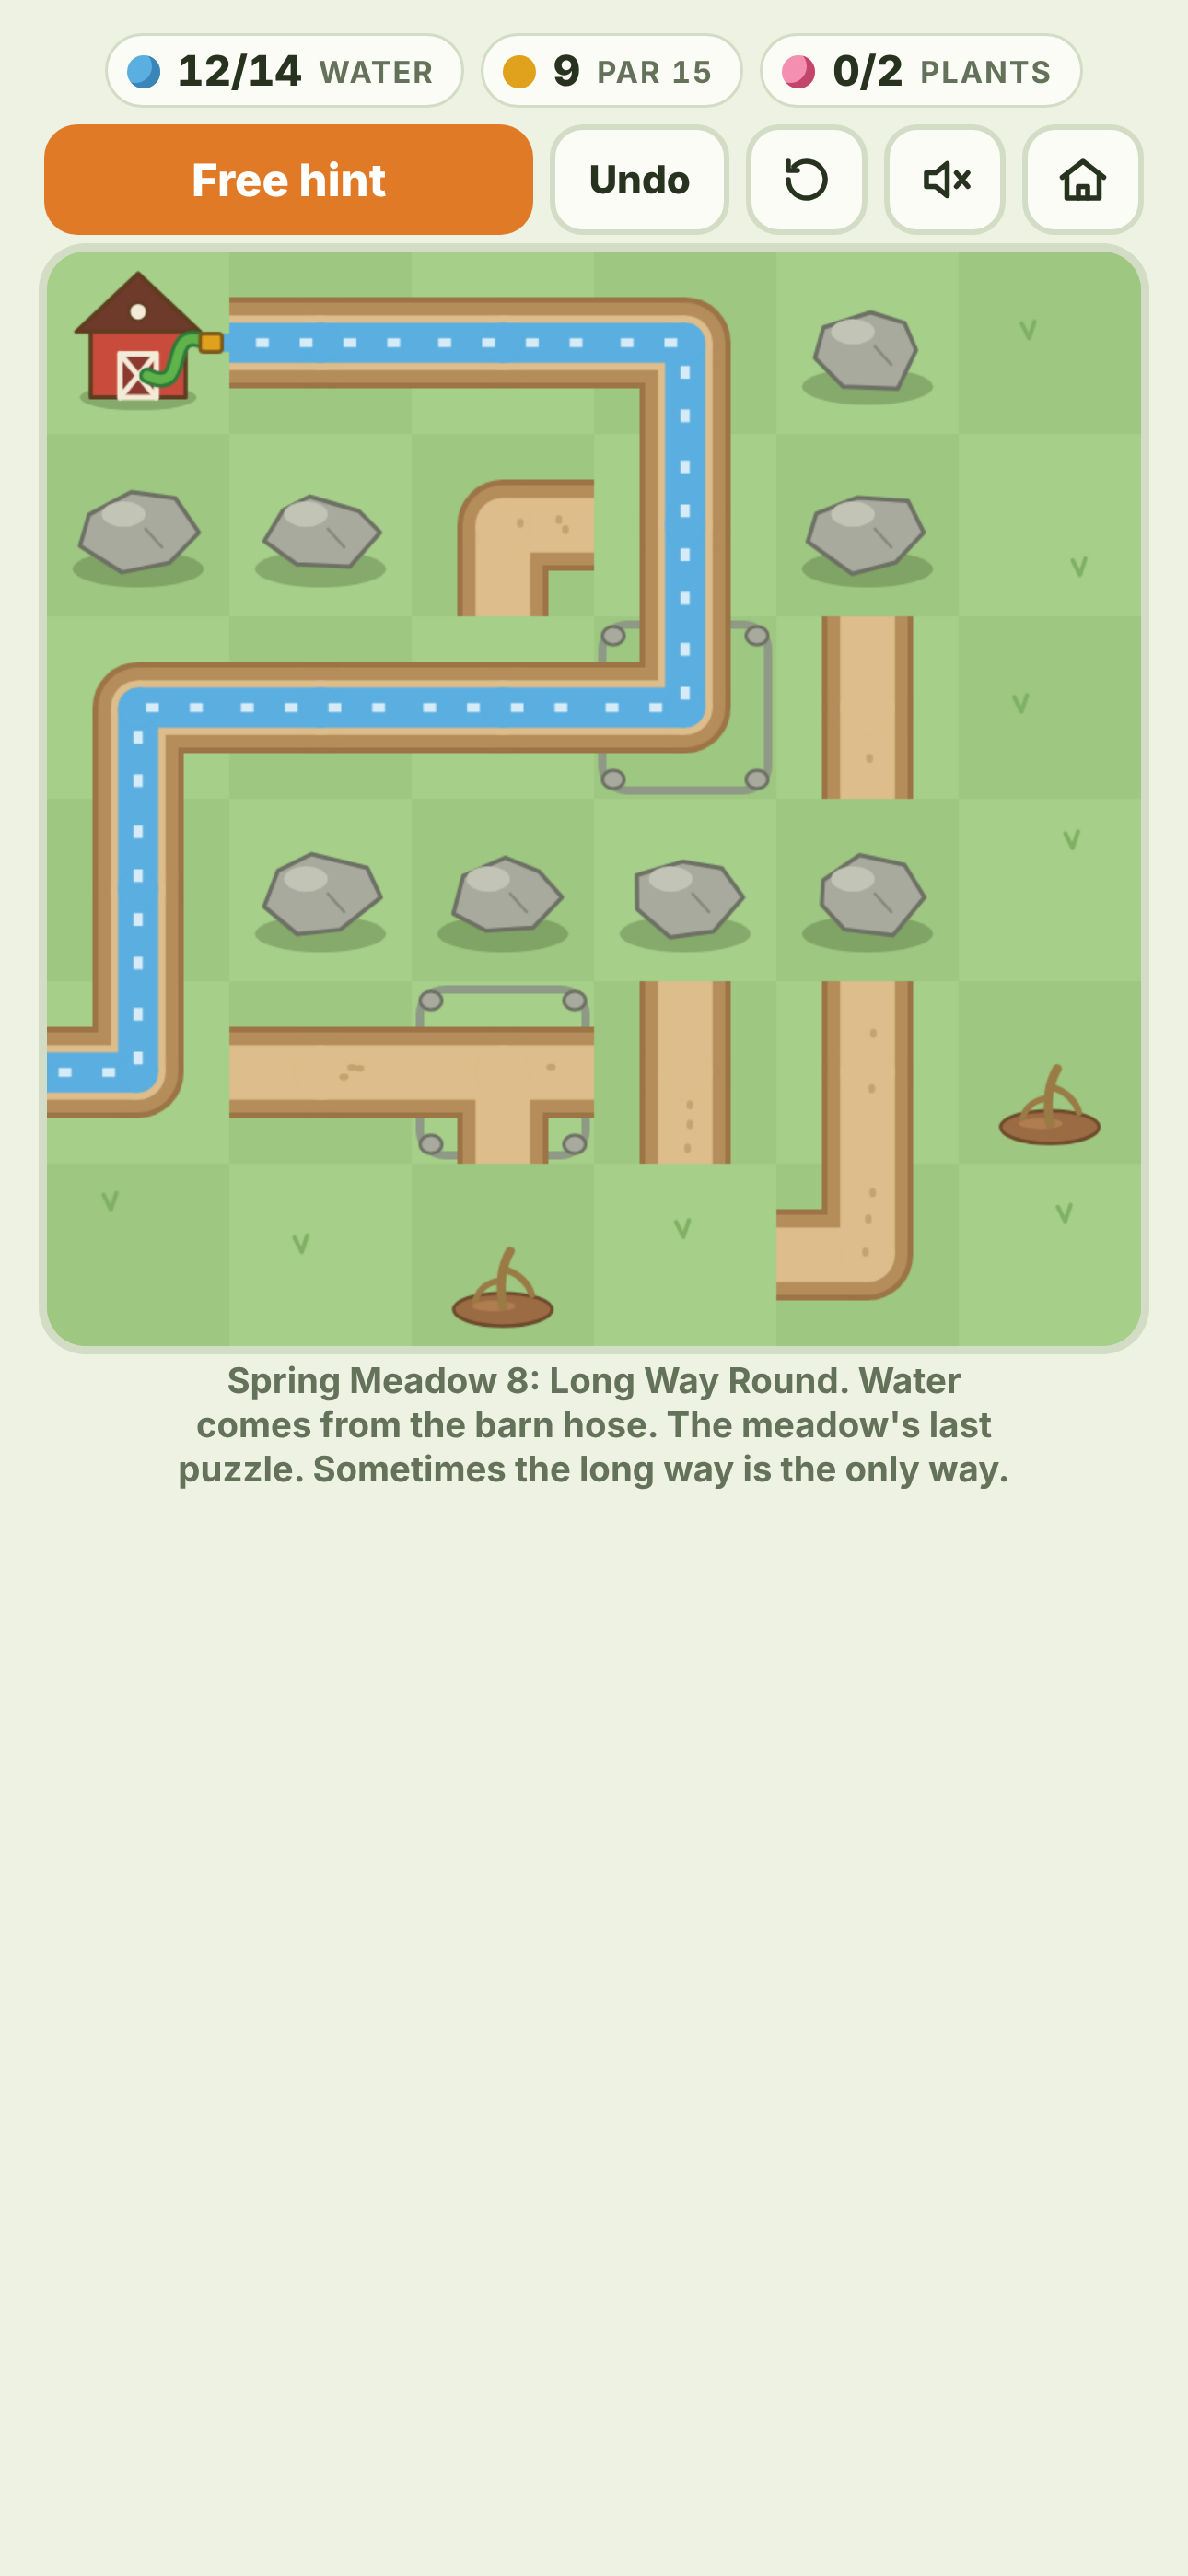 12/14 WATER
9 PAR 15
0/2 PLANTS
Free hint
Undo
Spring Meadow 8: Long Way Round. Water
comes from the barn hose. The meadow's last
puzzle. Sometimes the long way is the only way.